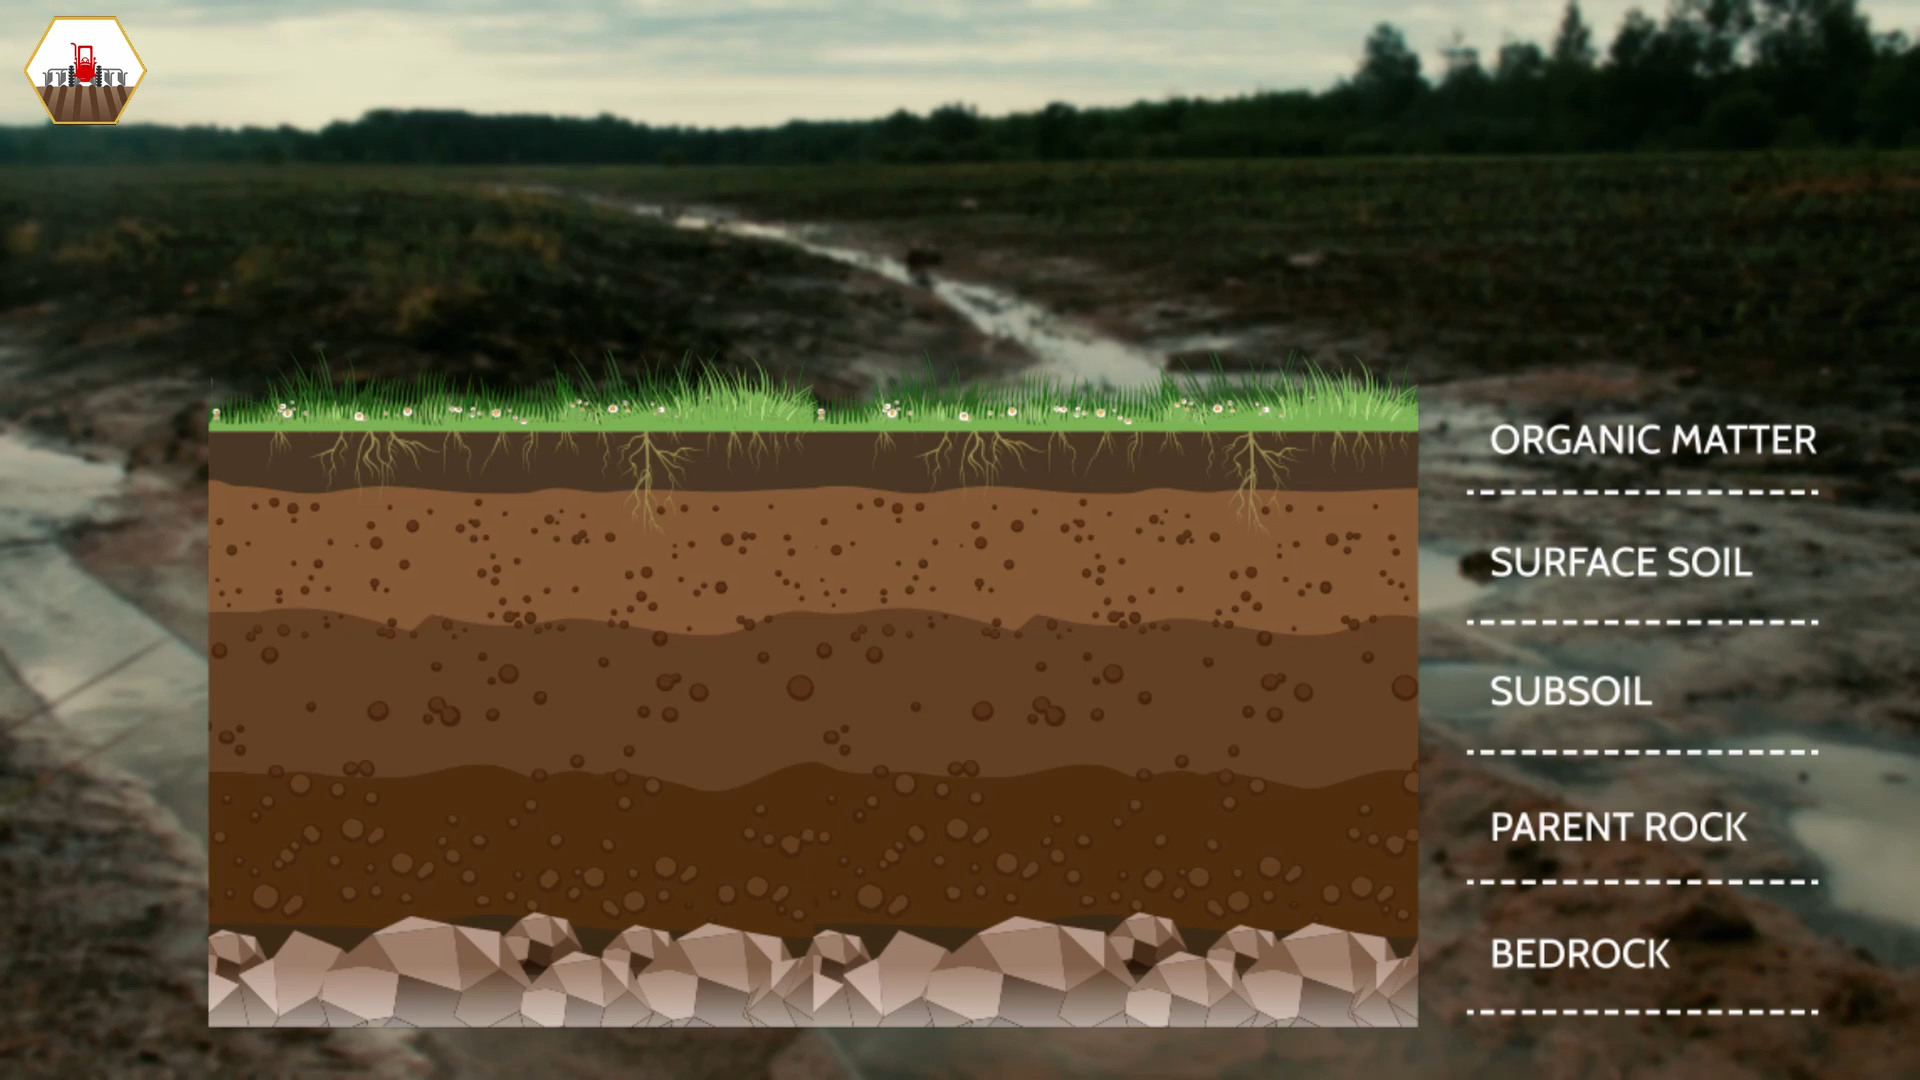 ORGANIC MATTER
SURFACE SOIL
SUBSOIL
PARENT ROCK
BEDROCK